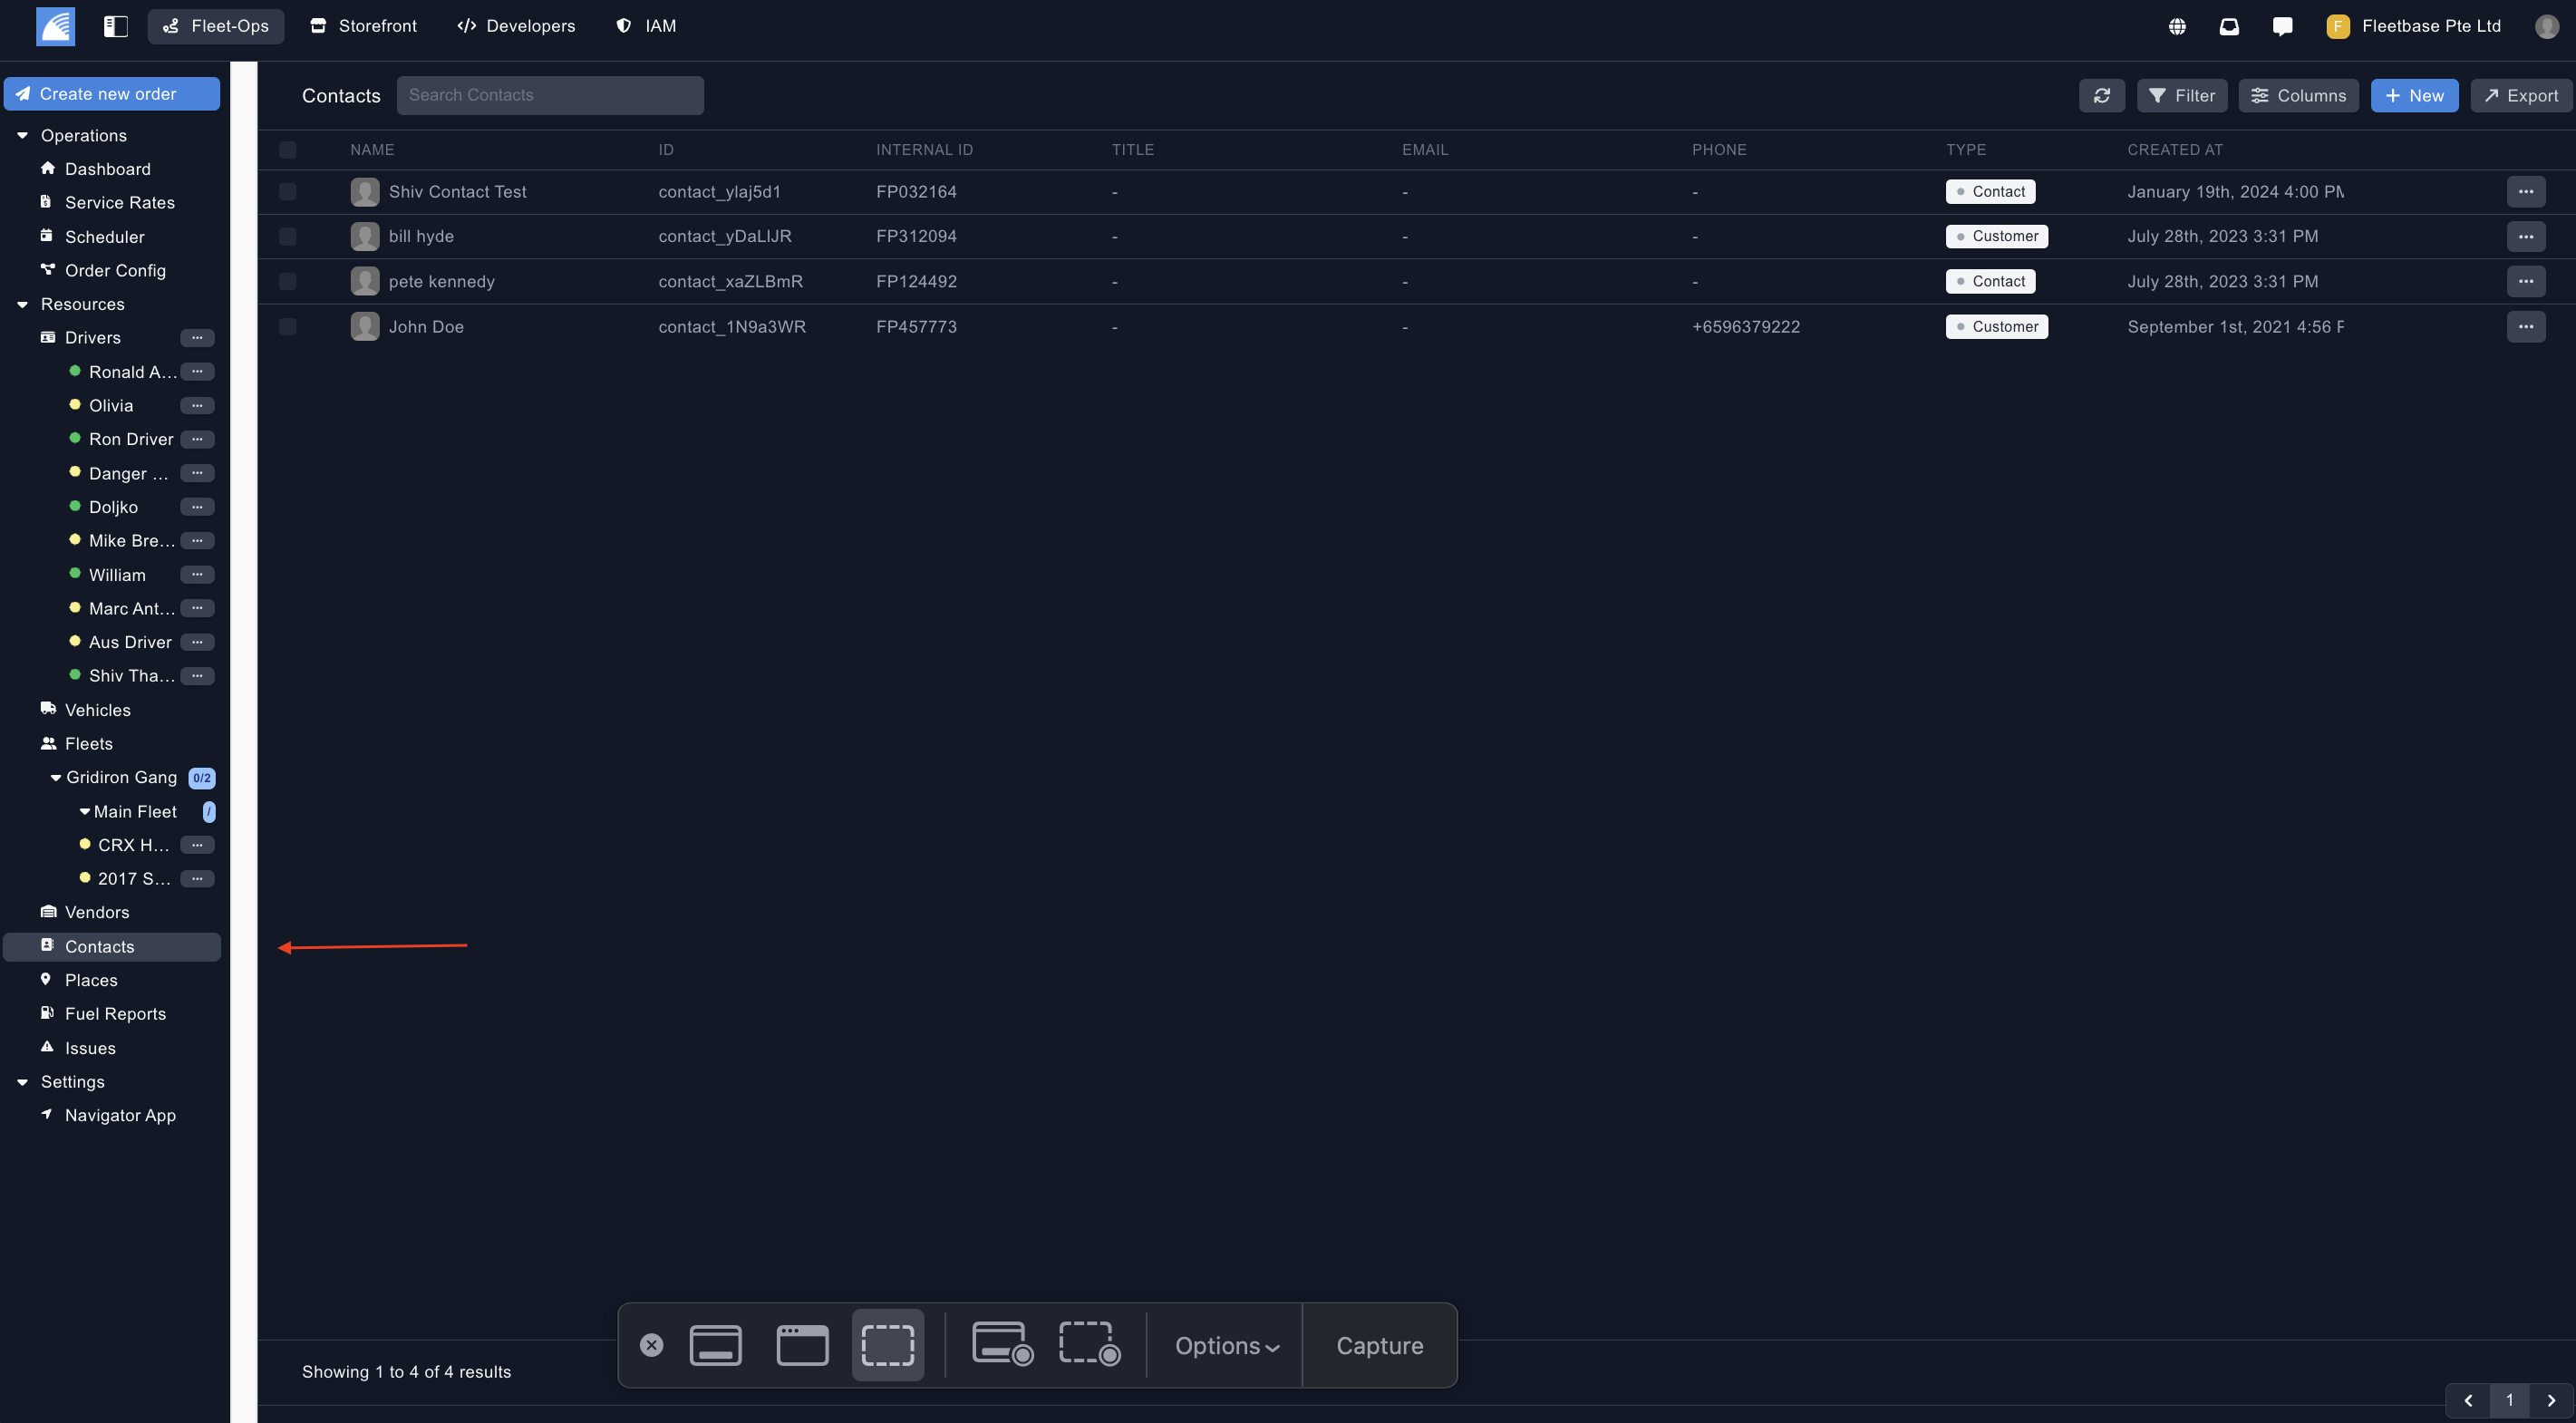 Fleet-Ops Storefront Developers IAM F Fleetbase Pte Ltd
Create new order
Operations
Dashboard
Service Rates
Scheduler
Order Config
Resources
Drivers
Ronald A...
Olivia
Ron Driver
Danger ...
Doljko
Mike Bre...
William
Marc Ant...
Aus Driver
Shiv Tha...
Vehicles
Fleets
Gridiron Gang 0/2
Main Fleet /
CRX H...
2017 S...
Vendors
Contacts
Places
Fuel Reports
Issues
Settings
Navigator App
Contacts Search Contacts Filter Columns + New Export
NAME ID INTERNAL ID TITLE EMAIL PHONE TYPE CREATED AT
Shiv Contact Test contact_ylaj5d1 FP032164 - - - Contact January 19th, 2024 4:00 PM
bill hyde contact_yDaLIJR FP312094 - - - Customer July 28th, 2023 3:31 PM
pete kennedy contact_xaZLBmR FP124492 - - - Contact July 28th, 2023 3:31 PM
John Doe contact_1N9a3WR FP457773 - - +6596379222 Customer September 1st, 2021 4:56 P
Options Capture
Showing 1 to 4 of 4 results
1